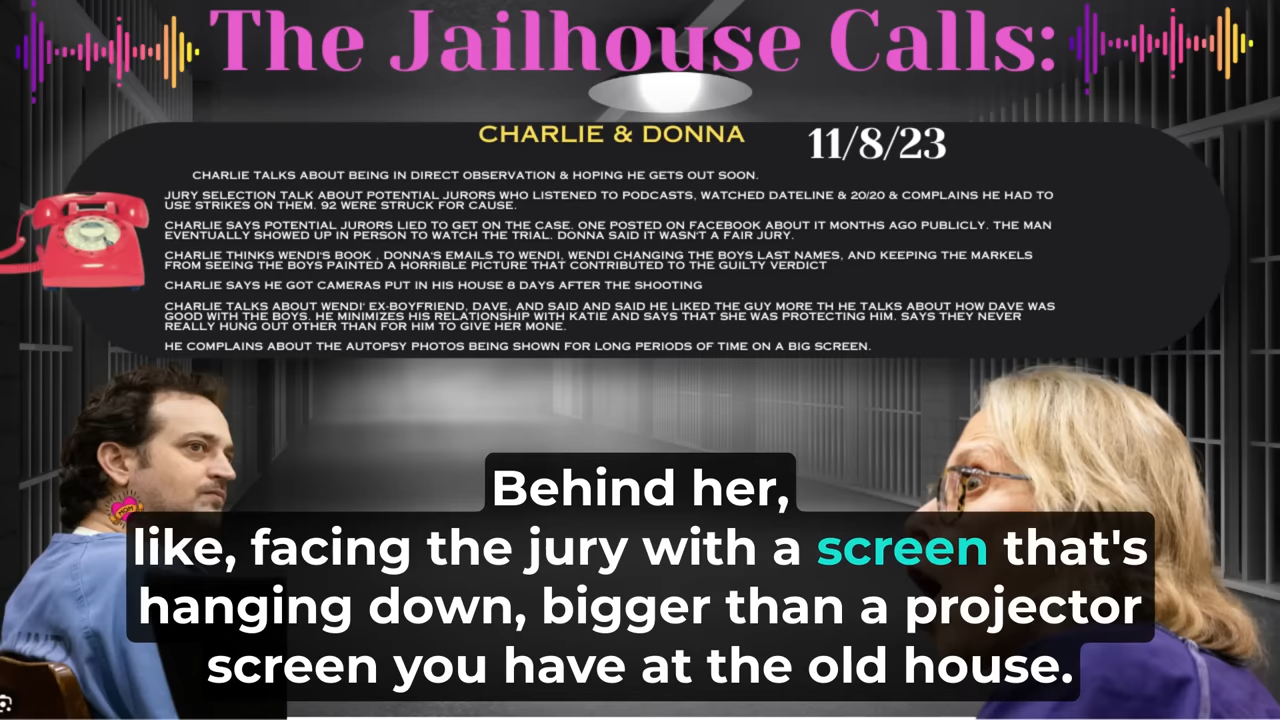 The Jailhouse Calls:
CHARLIE & DONNA
11/8/23
CHARLIE TALKS ABOUT BEING IN DIRECT OBSERVATION & HOPING HE GETS OUT SOON.
JURY SELECTION TALK ABOUT POTENTIAL JURORS WHO LISTENED TO PODCASTS, WATCHED DATELINE & 20/20 & COMPLAINS HE HAD TO
USE STRIKES ON THEM. 92 WERE STRUCK FOR CAUSE.
CHARLIE SAYS POTENTIAL JURORS LIED TO GET ON THE CASE. ONE POSTED ON FACEBOOK ABOUT IT MONTHS AGO PUBLICLY. THE MAN
EVENTUALLY SHOWED UP IN PERSON TO WATCH THE TRIAL. DONNA SAID IT WASN'T A FAIR JURY.
CHARLIE THINKS WENDI'S BOOK , DONNA'S EMAILS TO WENDI, WENDI CHANGING THE BOYS LAST NAMES, AND KEEPING THE MARKELS
FROM SEEING THE BOYS PAINTED A HORRIBLE PICTURE THAT CONTRIBUTED TO THE GUILTY VERDICT
CHARLIE SAYS HE GOT CAMERAS PUT IN HIS HOUSE 8 DAYS AFTER THE SHOOTING
CHARLIE TALKS ABOUT WENDI' EX-BOYFRIEND, DAVE, AND SAID AND SAID HE LIKED THE GUY MORE TH HE TALKS ABOUT HOW DAVE WAS
GOOD WITH THE BOYS. HE MINIMIZES HIS RELATIONSHIP WITH KATIE AND SAYS THAT SHE WAS PROTECTING HIM. SAYS THEY NEVER
REALLY HUNG OUT OTHER THAN FOR HIM TO GIVE HER MONE.
HE COMPLAINS ABOUT THE AUTOPSY PHOTOS BEING SHOWN FOR LONG PERIODS OF TIME ON A BIG SCREEN.
MOM
Behind her,
like, facing the jury with a screen that's
hanging down, bigger than a projector
screen you have at the old house.